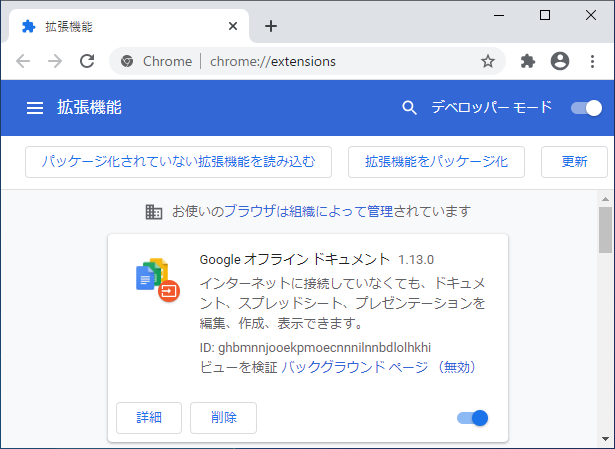 拡張機能
Chrome | chrome://extensions
拡張機能
デベロッパー モード
パッケージ化されていない拡張機能を読み込む
拡張機能をパッケージ化
更新
お使いのブラウザは組織によって管理されています
Google オフライン ドキュメント 1.13.0
インターネットに接続していなくても、ドキュメ
ント、スプレッドシート、プレゼンテーションを
編集、作成、表示できます。
ID: ghbmnnjooekpmoecnnnilnnbdlolhkhi
ビューを検証 バックグラウンド ページ （無効）
詳細
削除